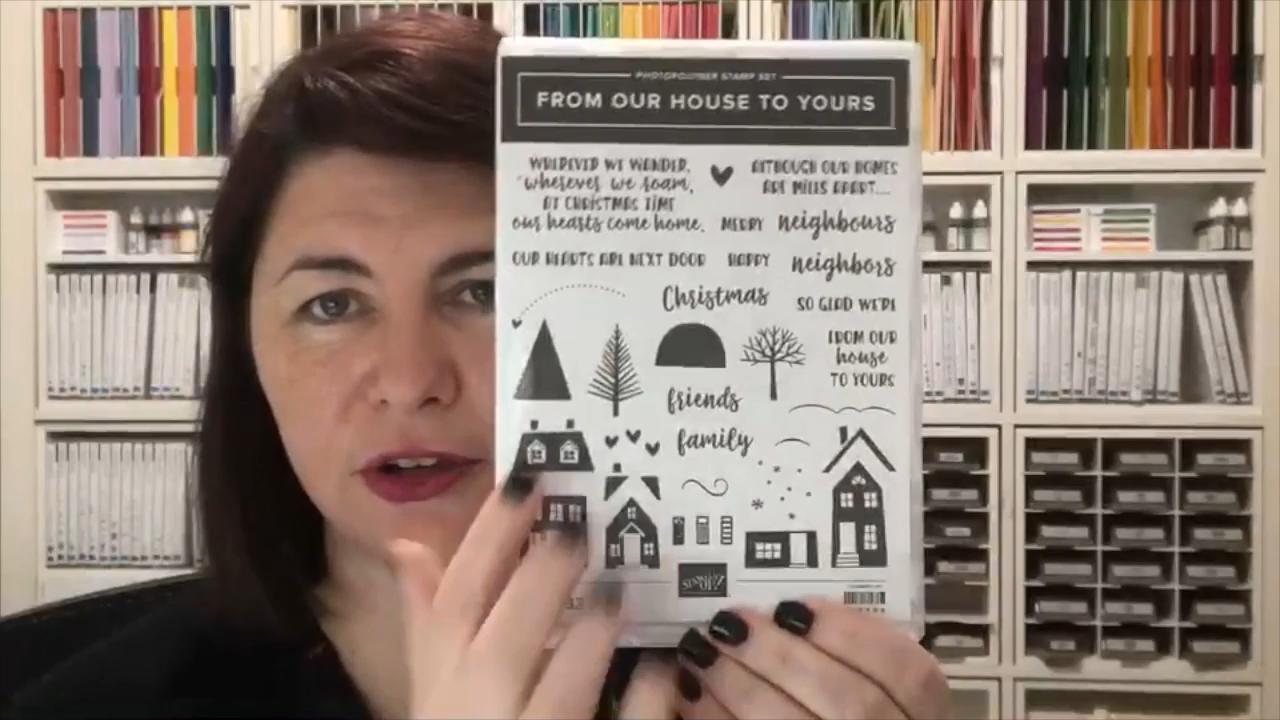 PHOTOPOLYMER STAMP SET
FROM OUR HOUSE TO YOURS
WHEREVER WE WANDER,
wherever we roam,
AT CHRISTMAS TIME
our hearts come home.
ALTHOUGH OUR HOMES
ARE MILES APART....
MERRY neighbours
OUR HEARTS ARE NEXT DOOR
HAPPY neighbors
Christmas
SO GLAD WE'RE
FROM OUR
house
TO YOURS
friends
family
STAMPIN' UP!